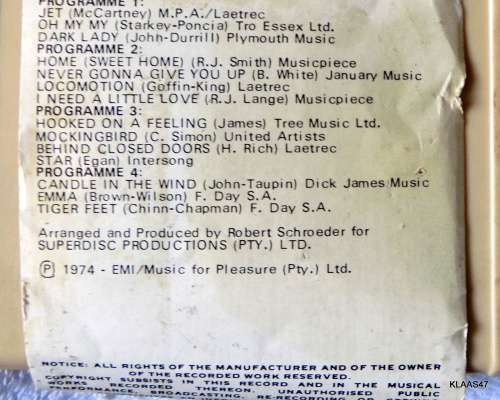 PROGRAMME 1:
JET (McCartney) M.P.A./Laetrec
OH MY MY (Starkey-Poncia) Tro Essex Ltd.
DARK LADY (John-Durrill) Plymouth Music
PROGRAMME 2:
HOME (SWEET HOME) (R.J. Smith) Musicpiece
NEVER GONNA GIVE YOU UP (B. White) January Music
LOCOMOTION (Goffin-King) Laetrec
I NEED A LITTLE LOVE (R.J. Lange) Musicpiece
PROGRAMME 3:
HOOKED ON A FEELING (James) Tree Music Ltd.
MOCKINGBIRD (C. Simon) United Artists
BEHIND CLOSED DOORS (H. Rich) Laetrec
STAR (Egan) Intersong
PROGRAMME 4:
CANDLE IN THE WIND (John-Taupin) Dick James Music
EMMA (Brown-Wilson) F. Day S.A.
TIGER FEET (Chinn-Chapman) F. Day S.A.
Arranged and Produced by Robert Schroeder for
SUPERDISC PRODUCTIONS (PTY.) LTD.
Ⓟ 1974 - EMI/Music for Pleasure (Pty.) Ltd.
NOTICE: ALL RIGHTS OF THE MANUFACTURER AND OF THE OWNER
OF THE RECORDED WORK RESERVED.
COPYRIGHT SUBSISTS IN THIS RECORD AND IN THE MUSICAL
WORKS RECORDED THEREON. UNAUTHORISED PUBLIC
PERFORMANCE, BROADCASTING, RE-RECORDING OR
KLAAS47